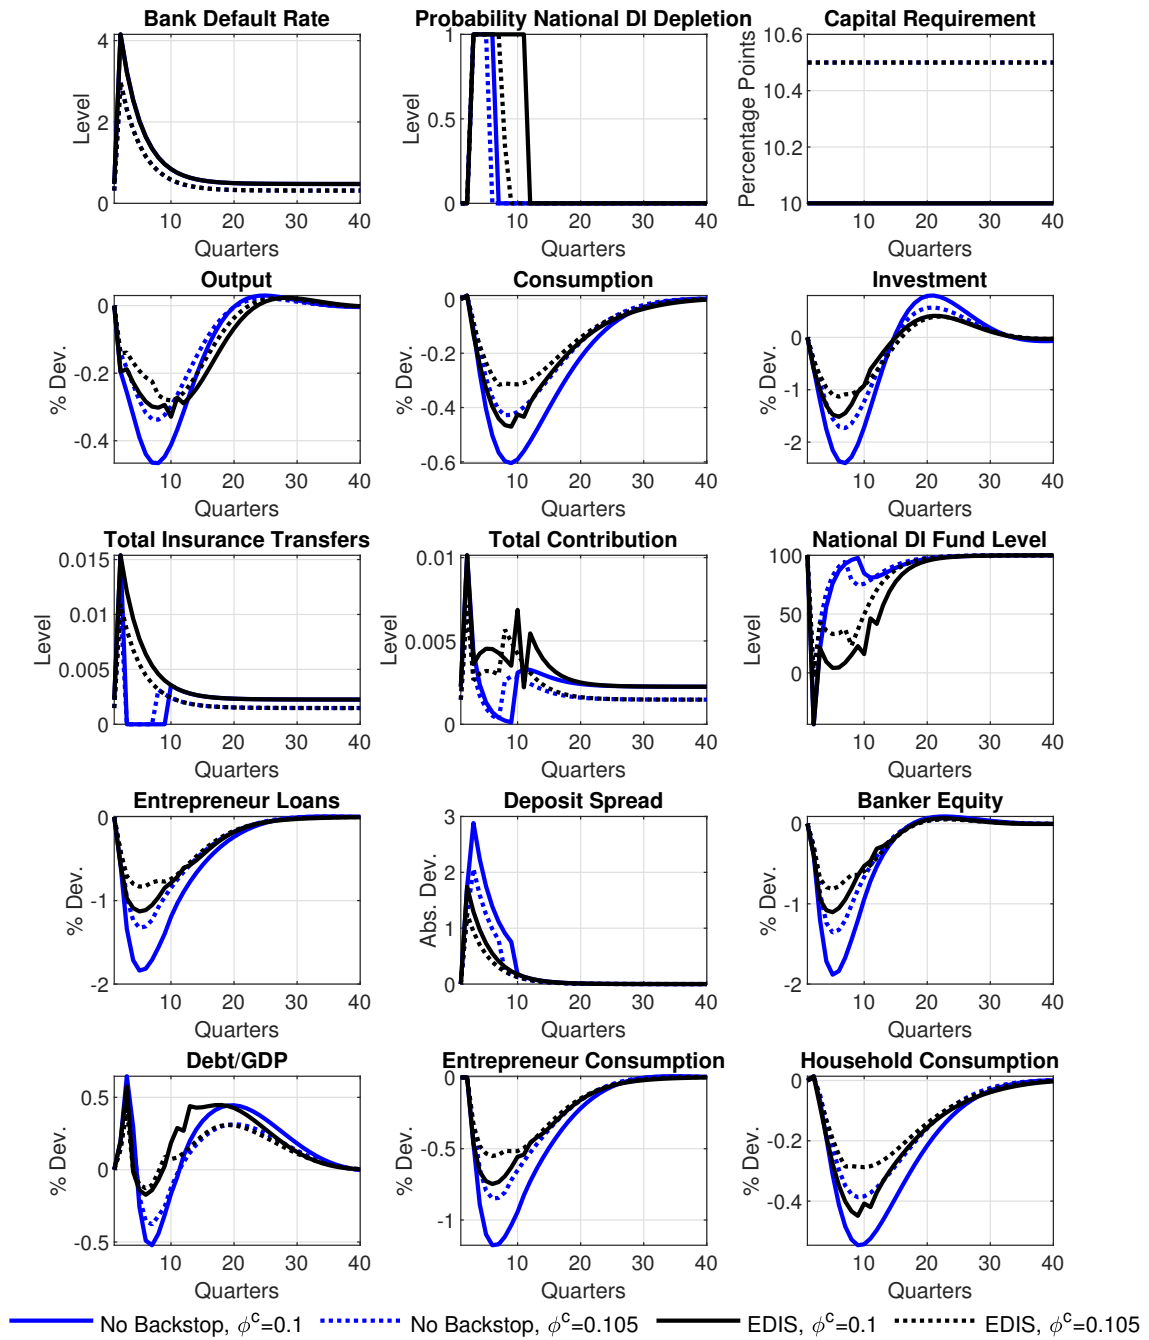 Bank Default Rate
Level
4
2
0
10 20 30 40
Quarters
Probability National DI Depletion
Level
1
0.5
0
10 20 30 40
Quarters
Capital Requirement
Percentage Points
10.6
10.4
10.2
10
10 20 30 40
Quarters
Output
% Dev.
0
-0.2
-0.4
10 20 30 40
Quarters
Consumption
% Dev.
0
-0.2
-0.4
-0.6
10 20 30 40
Quarters
Investment
% Dev.
0
-1
-2
10 20 30 40
Quarters
Total Insurance Transfers
Level
0.015
0.01
0.005
0
10 20 30 40
Quarters
Total Contribution
Level
0.01
0.005
0
10 20 30 40
Quarters
National DI Fund Level
Level
100
50
0
10 20 30 40
Quarters
Entrepreneur Loans
% Dev.
0
-1
-2
10 20 30 40
Quarters
Deposit Spread
Abs. Dev.
3
2
1
0
10 20 30 40
Quarters
Banker Equity
% Dev.
0
-1
-2
10 20 30 40
Quarters
Debt/GDP
% Dev.
0.5
0
-0.5
10 20 30 40
Quarters
Entrepreneur Consumption
% Dev.
0
-0.5
-1
10 20 30 40
Quarters
Household Consumption
% Dev.
0
-0.2
-0.4
10 20 30 40
Quarters
No Backstop, ϕᶜ=0.1 No Backstop, ϕᶜ=0.105 EDIS, ϕᶜ=0.1 EDIS, ϕᶜ=0.105